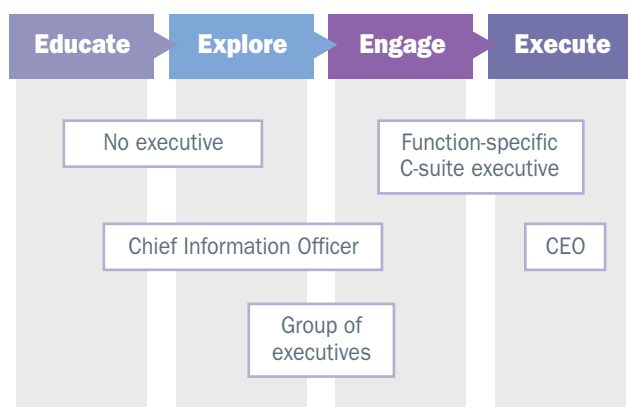 Educate
Explore
Engage
Execute
No executive
Function-specific
C-suite executive
Chief Information Officer
CEO
Group of
executives